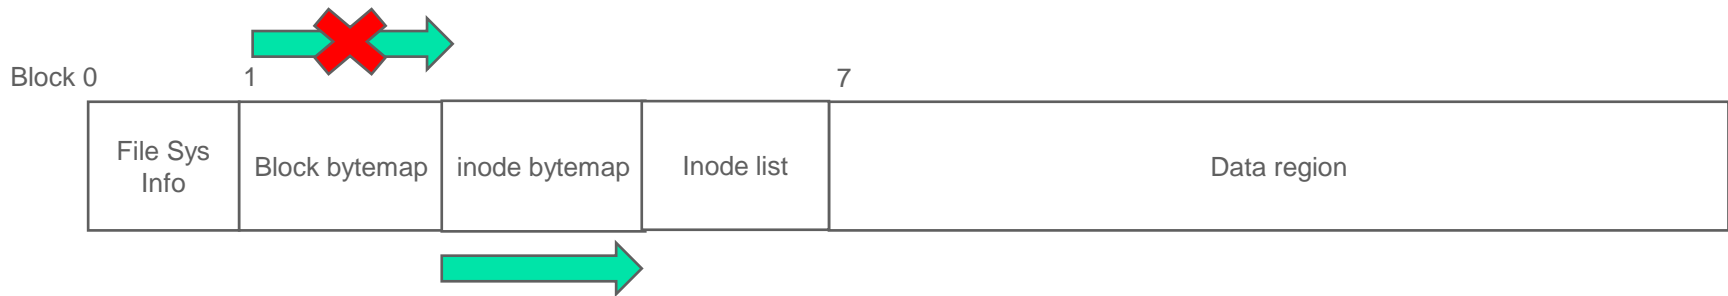 Block 0
1
7
File Sys
Info
Block bytemap
inode bytemap
Inode list
Data region